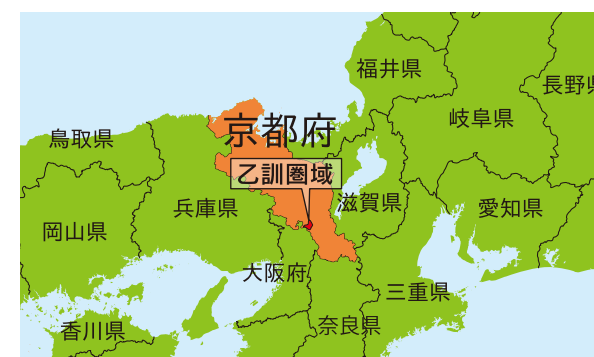 福井県
長野県
岐阜県
京都府
鳥取県
乙訓圏域
兵庫県
滋賀県
愛知県
岡山県
大阪府
三重県
奈良県
香川県